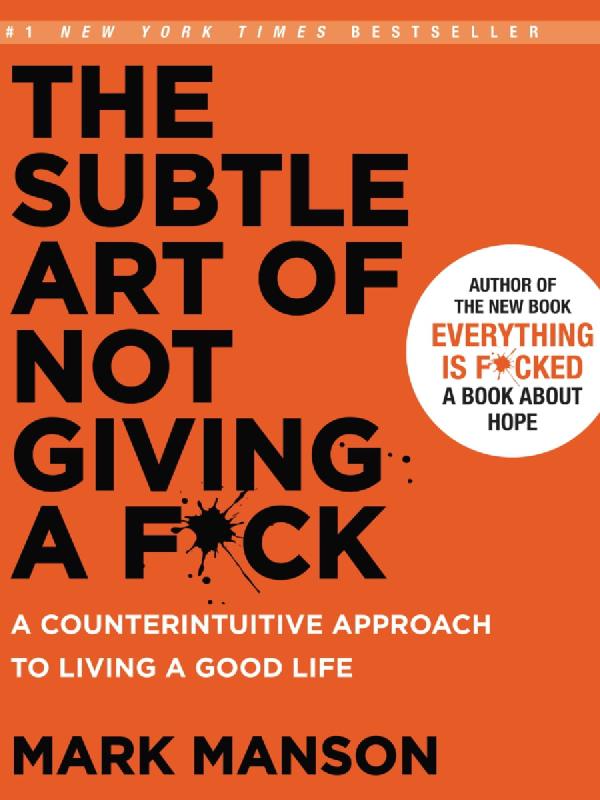 #1 NEW YORK TIMES BESTSELLER
THE
SUBTLE
ART OF
NOT
GIVING
A F*CK
AUTHOR OF
THE NEW BOOK
EVERYTHING
IS F*CKED
A BOOK ABOUT
HOPE
A COUNTERINTUITIVE APPROACH
TO LIVING A GOOD LIFE
MARK MANSON